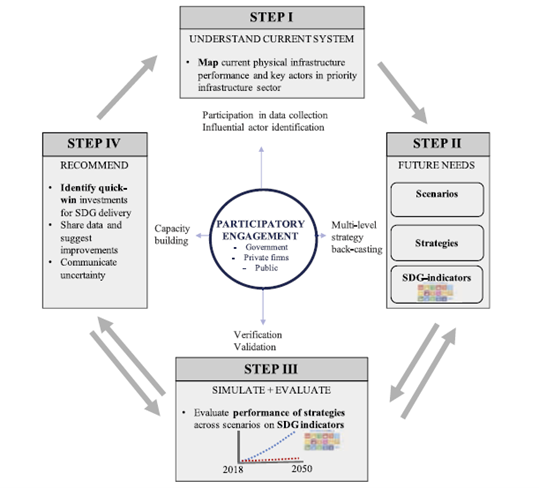 STEP I
UNDERSTAND CURRENT SYSTEM
• Map current physical infrastructure
performance and key actors in priority
infrastructure sector
Participation in data collection
Influential actor identification
STEP IV
RECOMMEND
• Identify quick-
win investments
for SDG delivery
• Share data and
suggest
improvements
• Communicate
uncertainty
STEP II
FUTURE NEEDS
Scenarios
Strategies
SDG-indicators
Capacity
building
PARTICIPATORY
ENGAGEMENT
- Government
- Private firms
- Public
Multi-level
strategy
back-casting
Verification
Validation
STEP III
SIMULATE + EVALUATE
• Evaluate performance of strategies
across scenarios on SDG indicators
2018
2050